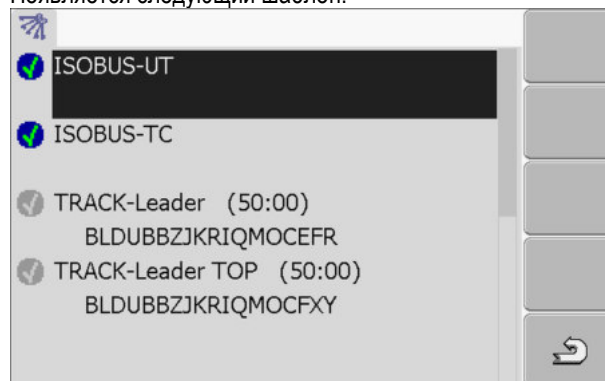 Появляется следующий шаблон:
ISOBUS-UT
ISOBUS-TC
TRACK-Leader (50:00)
BLDUBBZJKRIQMOCEFR
TRACK-Leader TOP (50:00)
BLDUBBZJKRIQMOCFXY